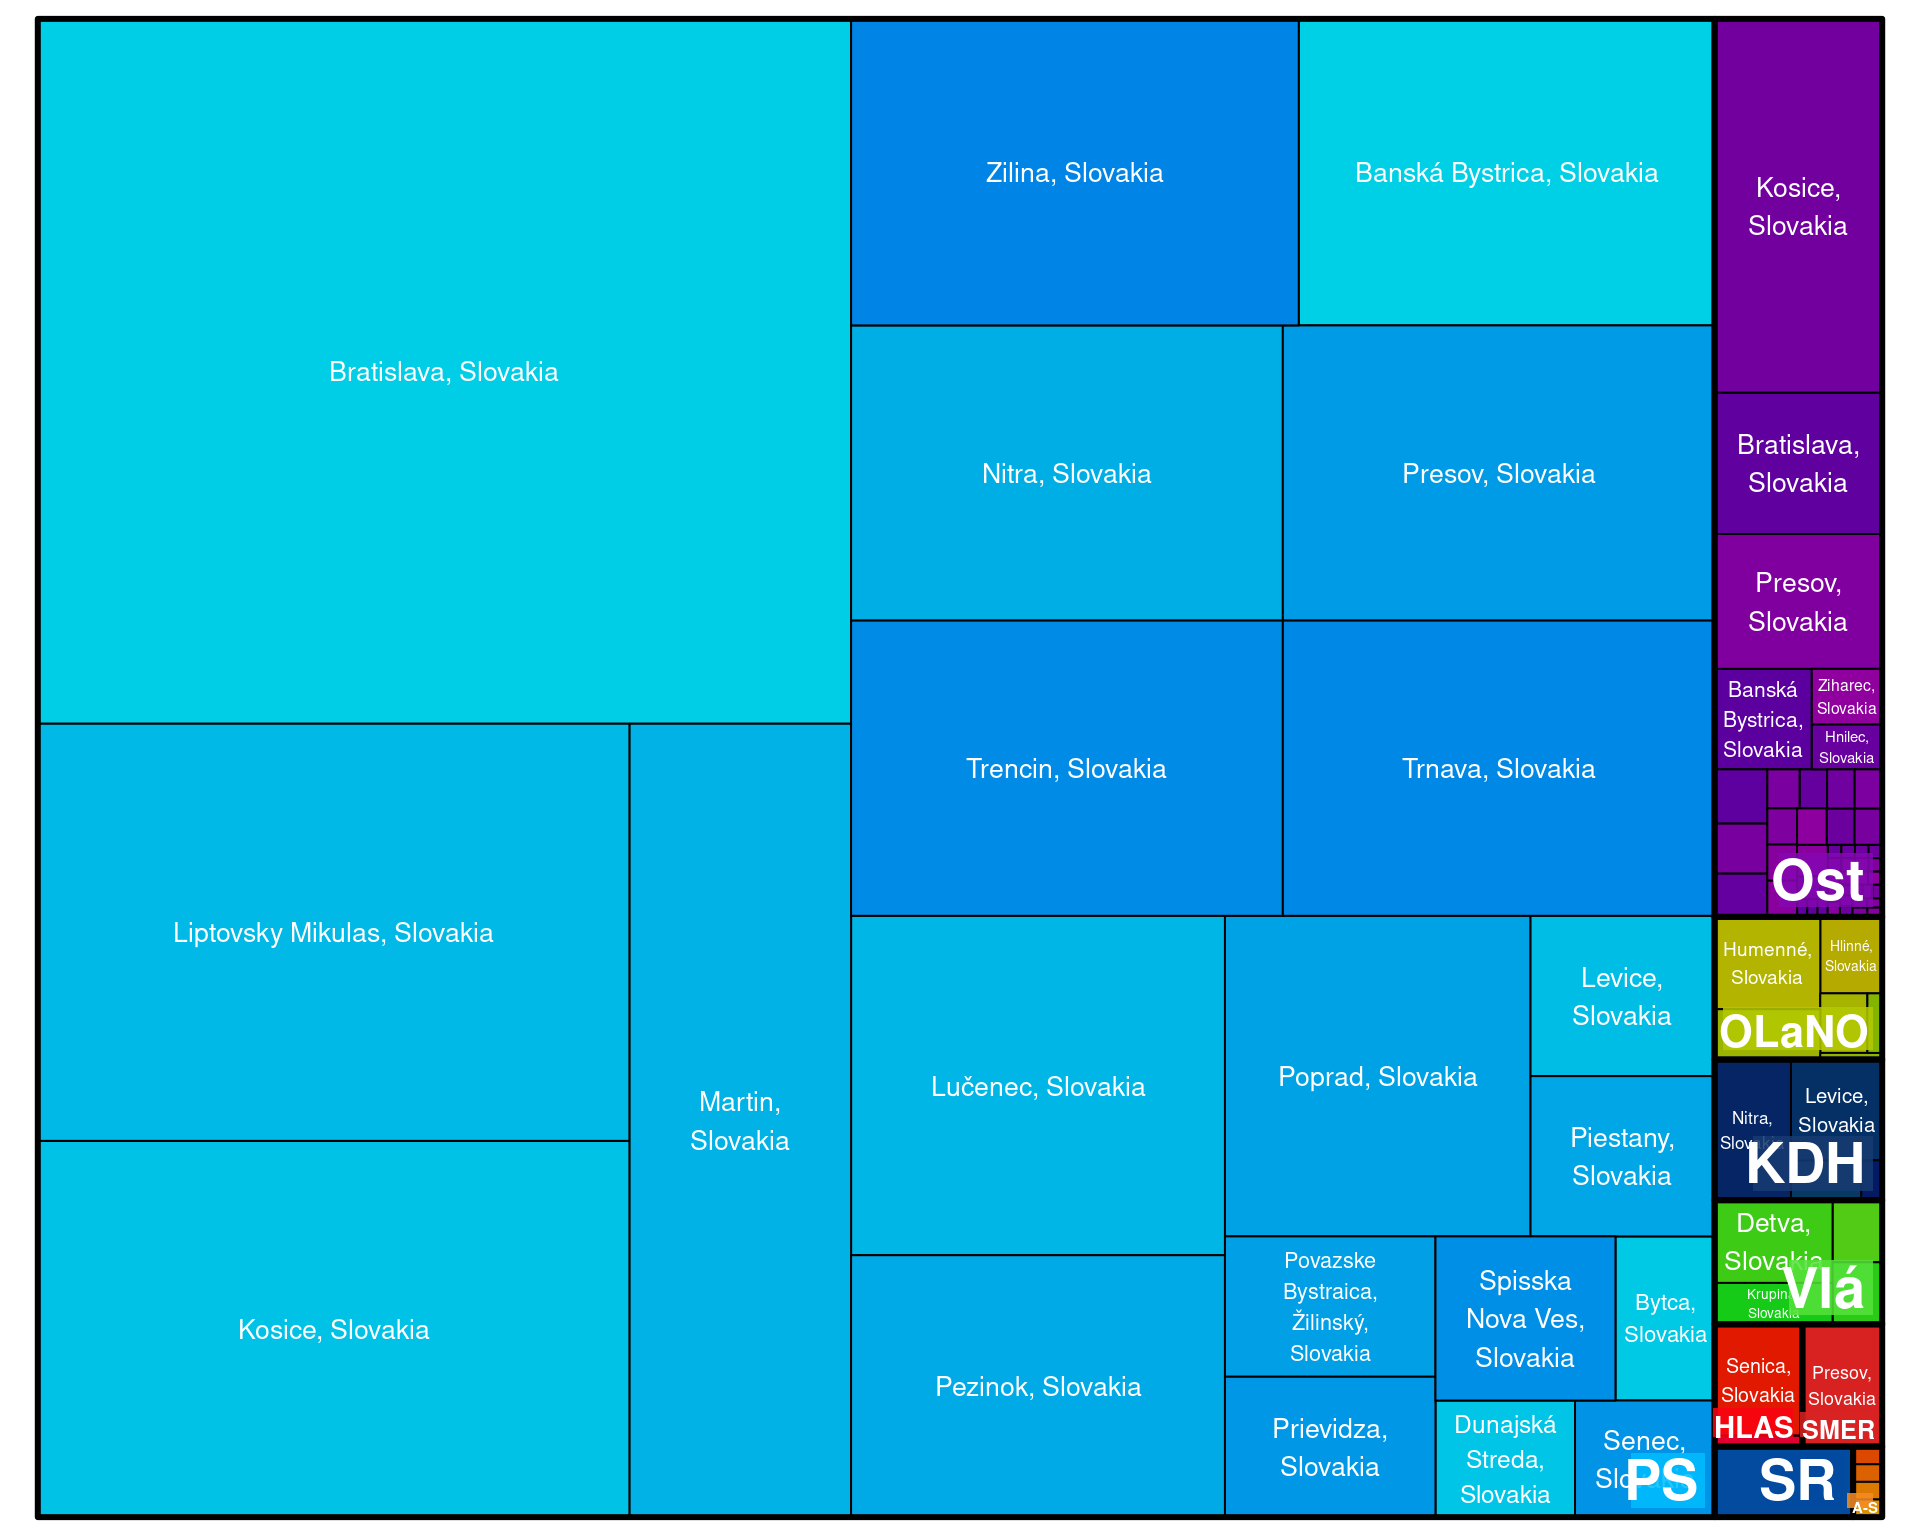 Bratislava, Slovakia
Liptovsky Mikulas, Slovakia
Kosice, Slovakia
Martin,
Slovakia
Zilina, Slovakia
Banská Bystrica, Slovakia
Nitra, Slovakia
Presov, Slovakia
Trencin, Slovakia
Trnava, Slovakia
Lučenec, Slovakia
Pezinok, Slovakia
Poprad, Slovakia
Levice,
Slovakia
Piestany,
Slovakia
Povazske
Bystraica,
Žilinský,
Slovakia
Prievidza,
Slovakia
Spisska
Nova Ves,
Slovakia
Bytca,
Slovakia
Dunajská
Streda,
Slovakia
Senec,
PS
Kosice,
Slovakia
Bratislava,
Slovakia
Presov,
Slovakia
Banská
Bystrica,
Slovakia
Ziharec,
Slovakia
Hnilec,
Slovakia
Ost
Humenné,
Slovakia
Hlinné,
Slovakia
OLaNO
Nitra,
Slovakia
Levice,
Slovakia
KDH
Detva,
Slovakia
Krupina,
Slovakia
Vlá
Senica,
Slovakia
HLAS
Presov,
Slovakia
SMER
SR
A-S